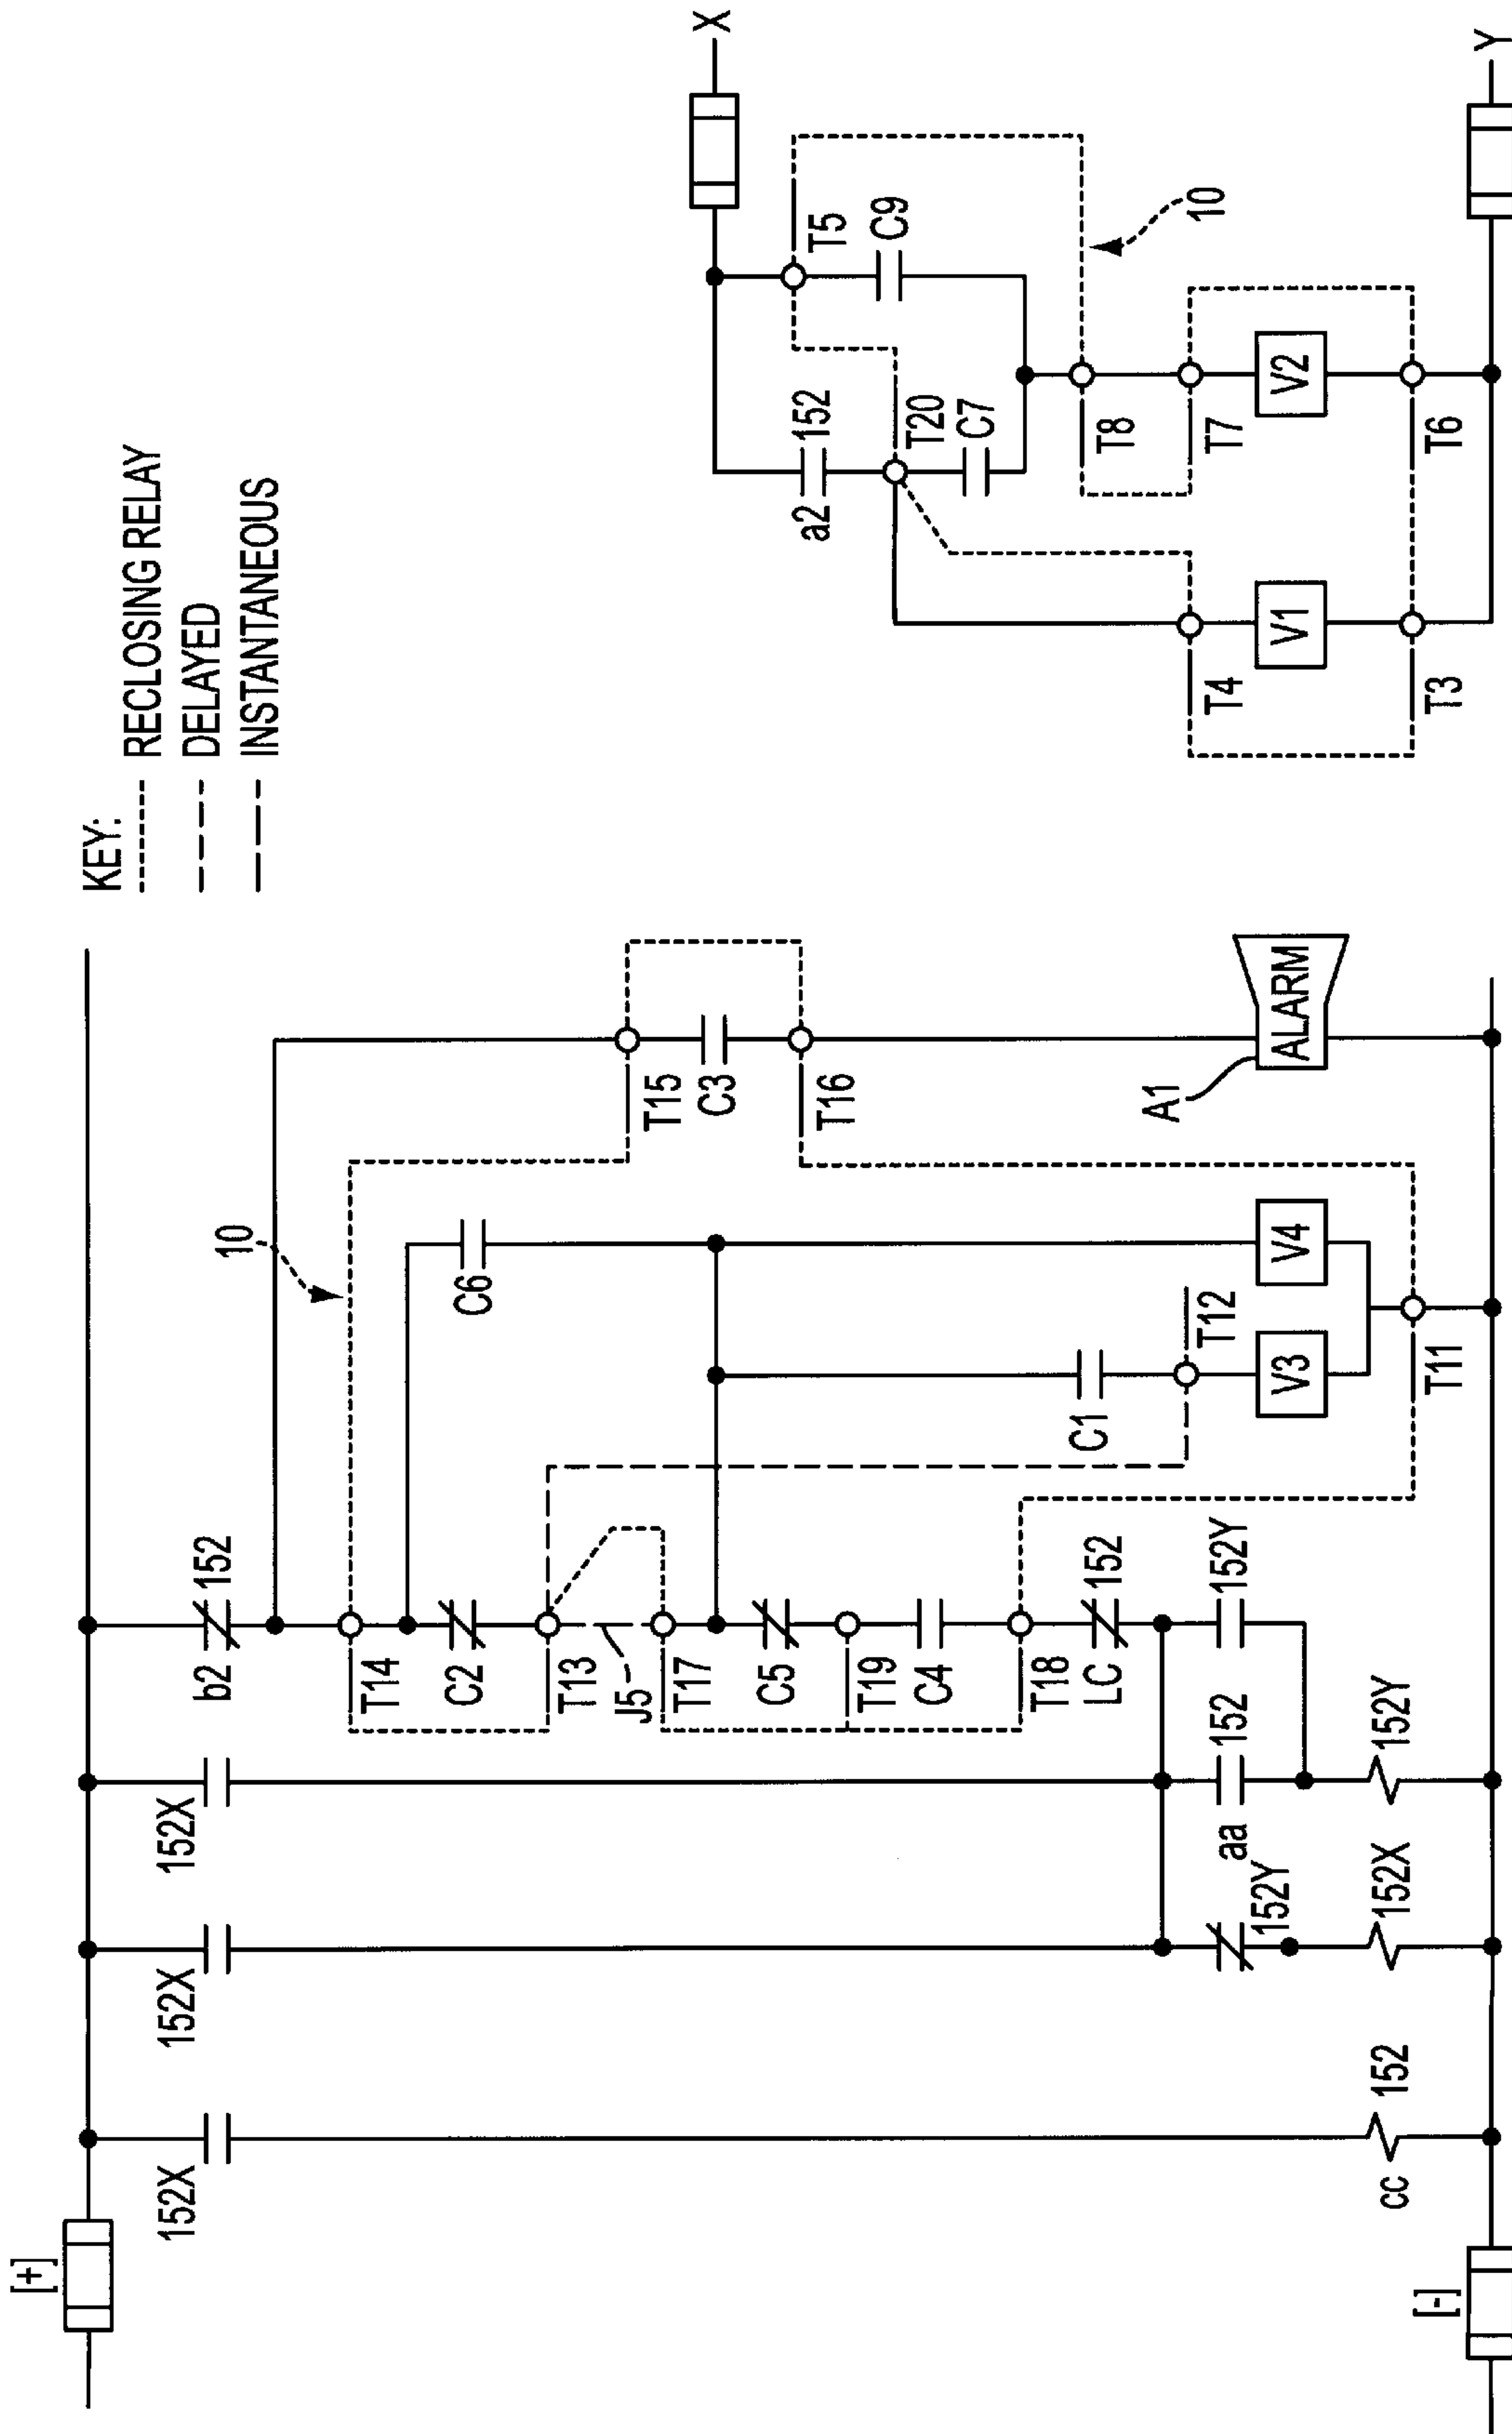 KEY:
RECLOSING RELAY
DELAYED
INSTANTANEOUS
[+]
152X
152X
152X
b2
152
10
T14
C2
T13
J5
T17
C5
T19
C4
T18
LC
152
152Y
aa
152
152Y
152Y
152X
cc
152
[-]
C6
C1
T12
V3
V4
T11
T15
C3
T16
A1
ALARM
X
a2
152
T5
C9
T20
C7
10
T8
T7
V2
T6
T4
V1
T3
Y